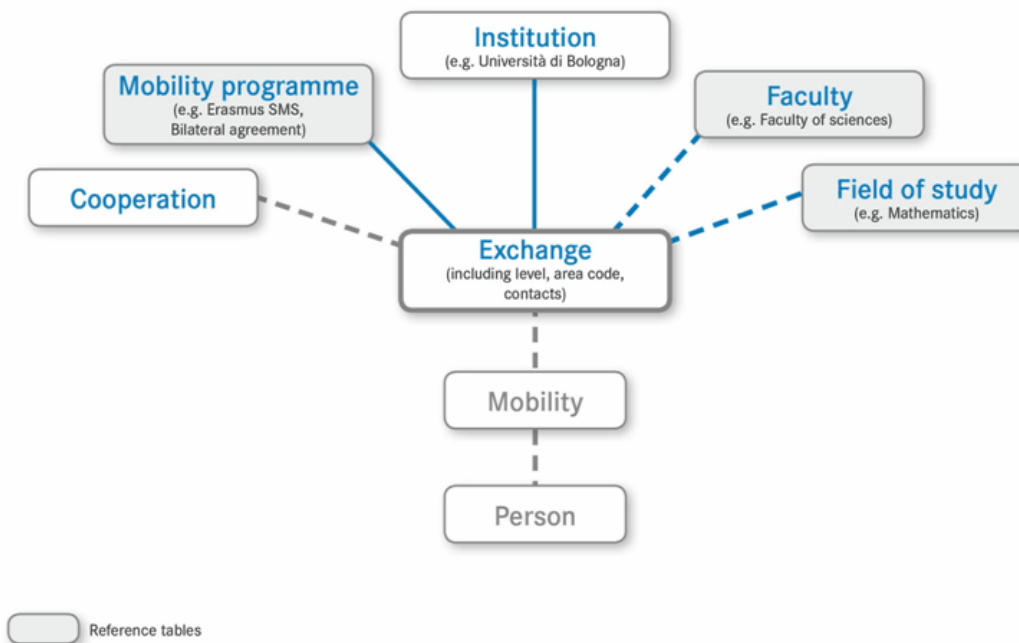 Institution
(e.g. Università di Bologna)
Mobility programme
(e.g. Erasmus SMS,
Bilateral agreement)
Faculty
(e.g. Faculty of sciences)
Cooperation
Field of study
(e.g. Mathematics)
Exchange
(including level, area code,
contacts)
Mobility
Person
Reference tables